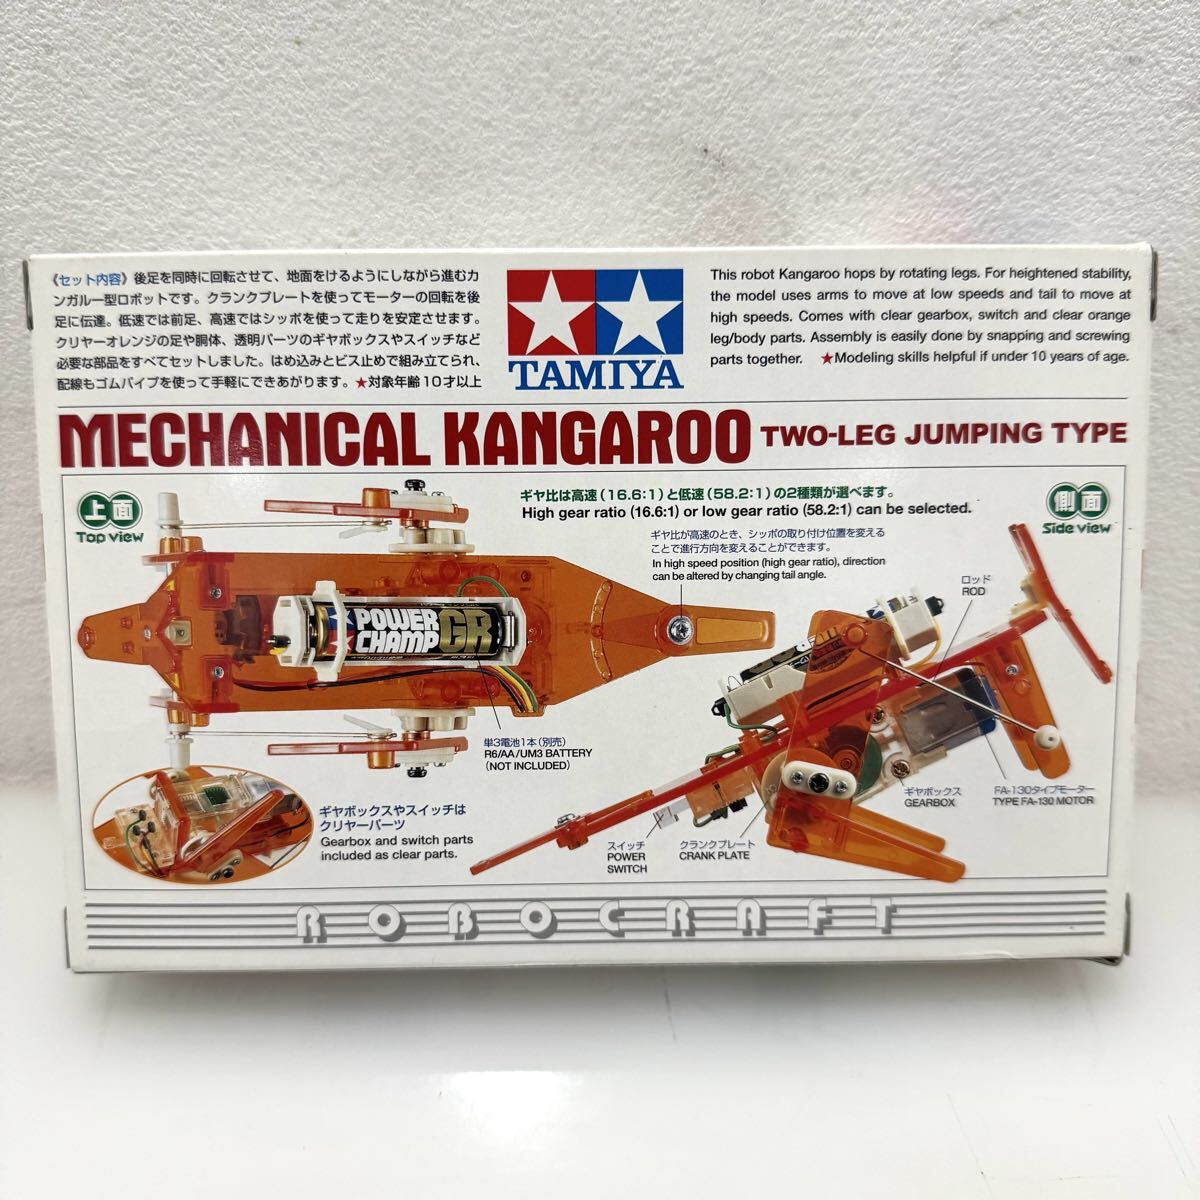 《セット内容》後足を同時に回転させて、地面をけるようにしながら進むカ
ンガルー型ロボットです。クランクプレートを使ってモーターの回転を後
足に伝達。低速では前足、高速ではシッポを使って走りを安定させます。
クリヤーオレンジの足や胴体、透明パーツのギヤボックスやスイッチなど
必要な部品をすべてセットしました。はめ込みとビス止めで組み立てられ、
配線もゴムパイプを使って手軽にできあがります。★対象年齢10才以上
TAMIYA
This robot Kangaroo hops by rotating legs. For heightened stability,
the model uses arms to move at low speeds and tail to move at
high speeds. Comes with clear gearbox, switch and clear orange
leg/body parts. Assembly is easily done by snapping and screwing
parts together. ★Modeling skills helpful if under 10 years of age.
MECHANICAL KANGAROO TWO-LEG JUMPING TYPE
上面
Top view
ギヤ比は高速(16.6:1)と低速(58.2:1)の2種類が選べます。
High gear ratio (16.6:1) or low gear ratio (58.2:1) can be selected.
側面
Side view
ギヤ比が高速のとき、シッポの取り付け位置を変える
ことで進行方向を変えることができます。
In high speed position (high gear ratio), direction
can be altered by changing tail angle.
ロッド
ROD
POWER
CHAMP
GR
単3電池1本(別売)
R6/AA/UM3 BATTERY
(NOT INCLUDED)
ギヤボックスやスイッチは
クリヤーパーツ
Gearbox and switch parts
included as clear parts.
スイッチ
POWER
SWITCH
クランクプレート
CRANK PLATE
ギヤボックス
GEARBOX
FA-130タイプモーター
TYPE FA-130 MOTOR
ROBOCRAFT